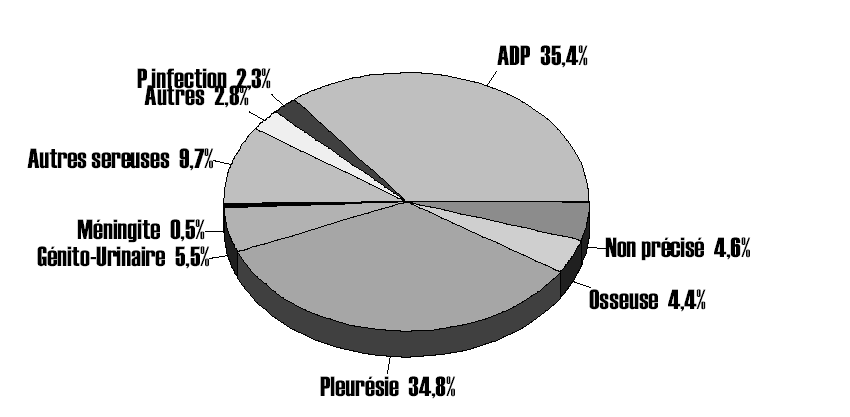 ADP 35,4%
P infection 2,3%
Autres 2,8%
Autres sereuses 9,7%
Méningite 0,5%
Génito-Urinaire 5,5%
Non précisé 4,6%
Osseuse 4,4%
Pleurésie 34,8%